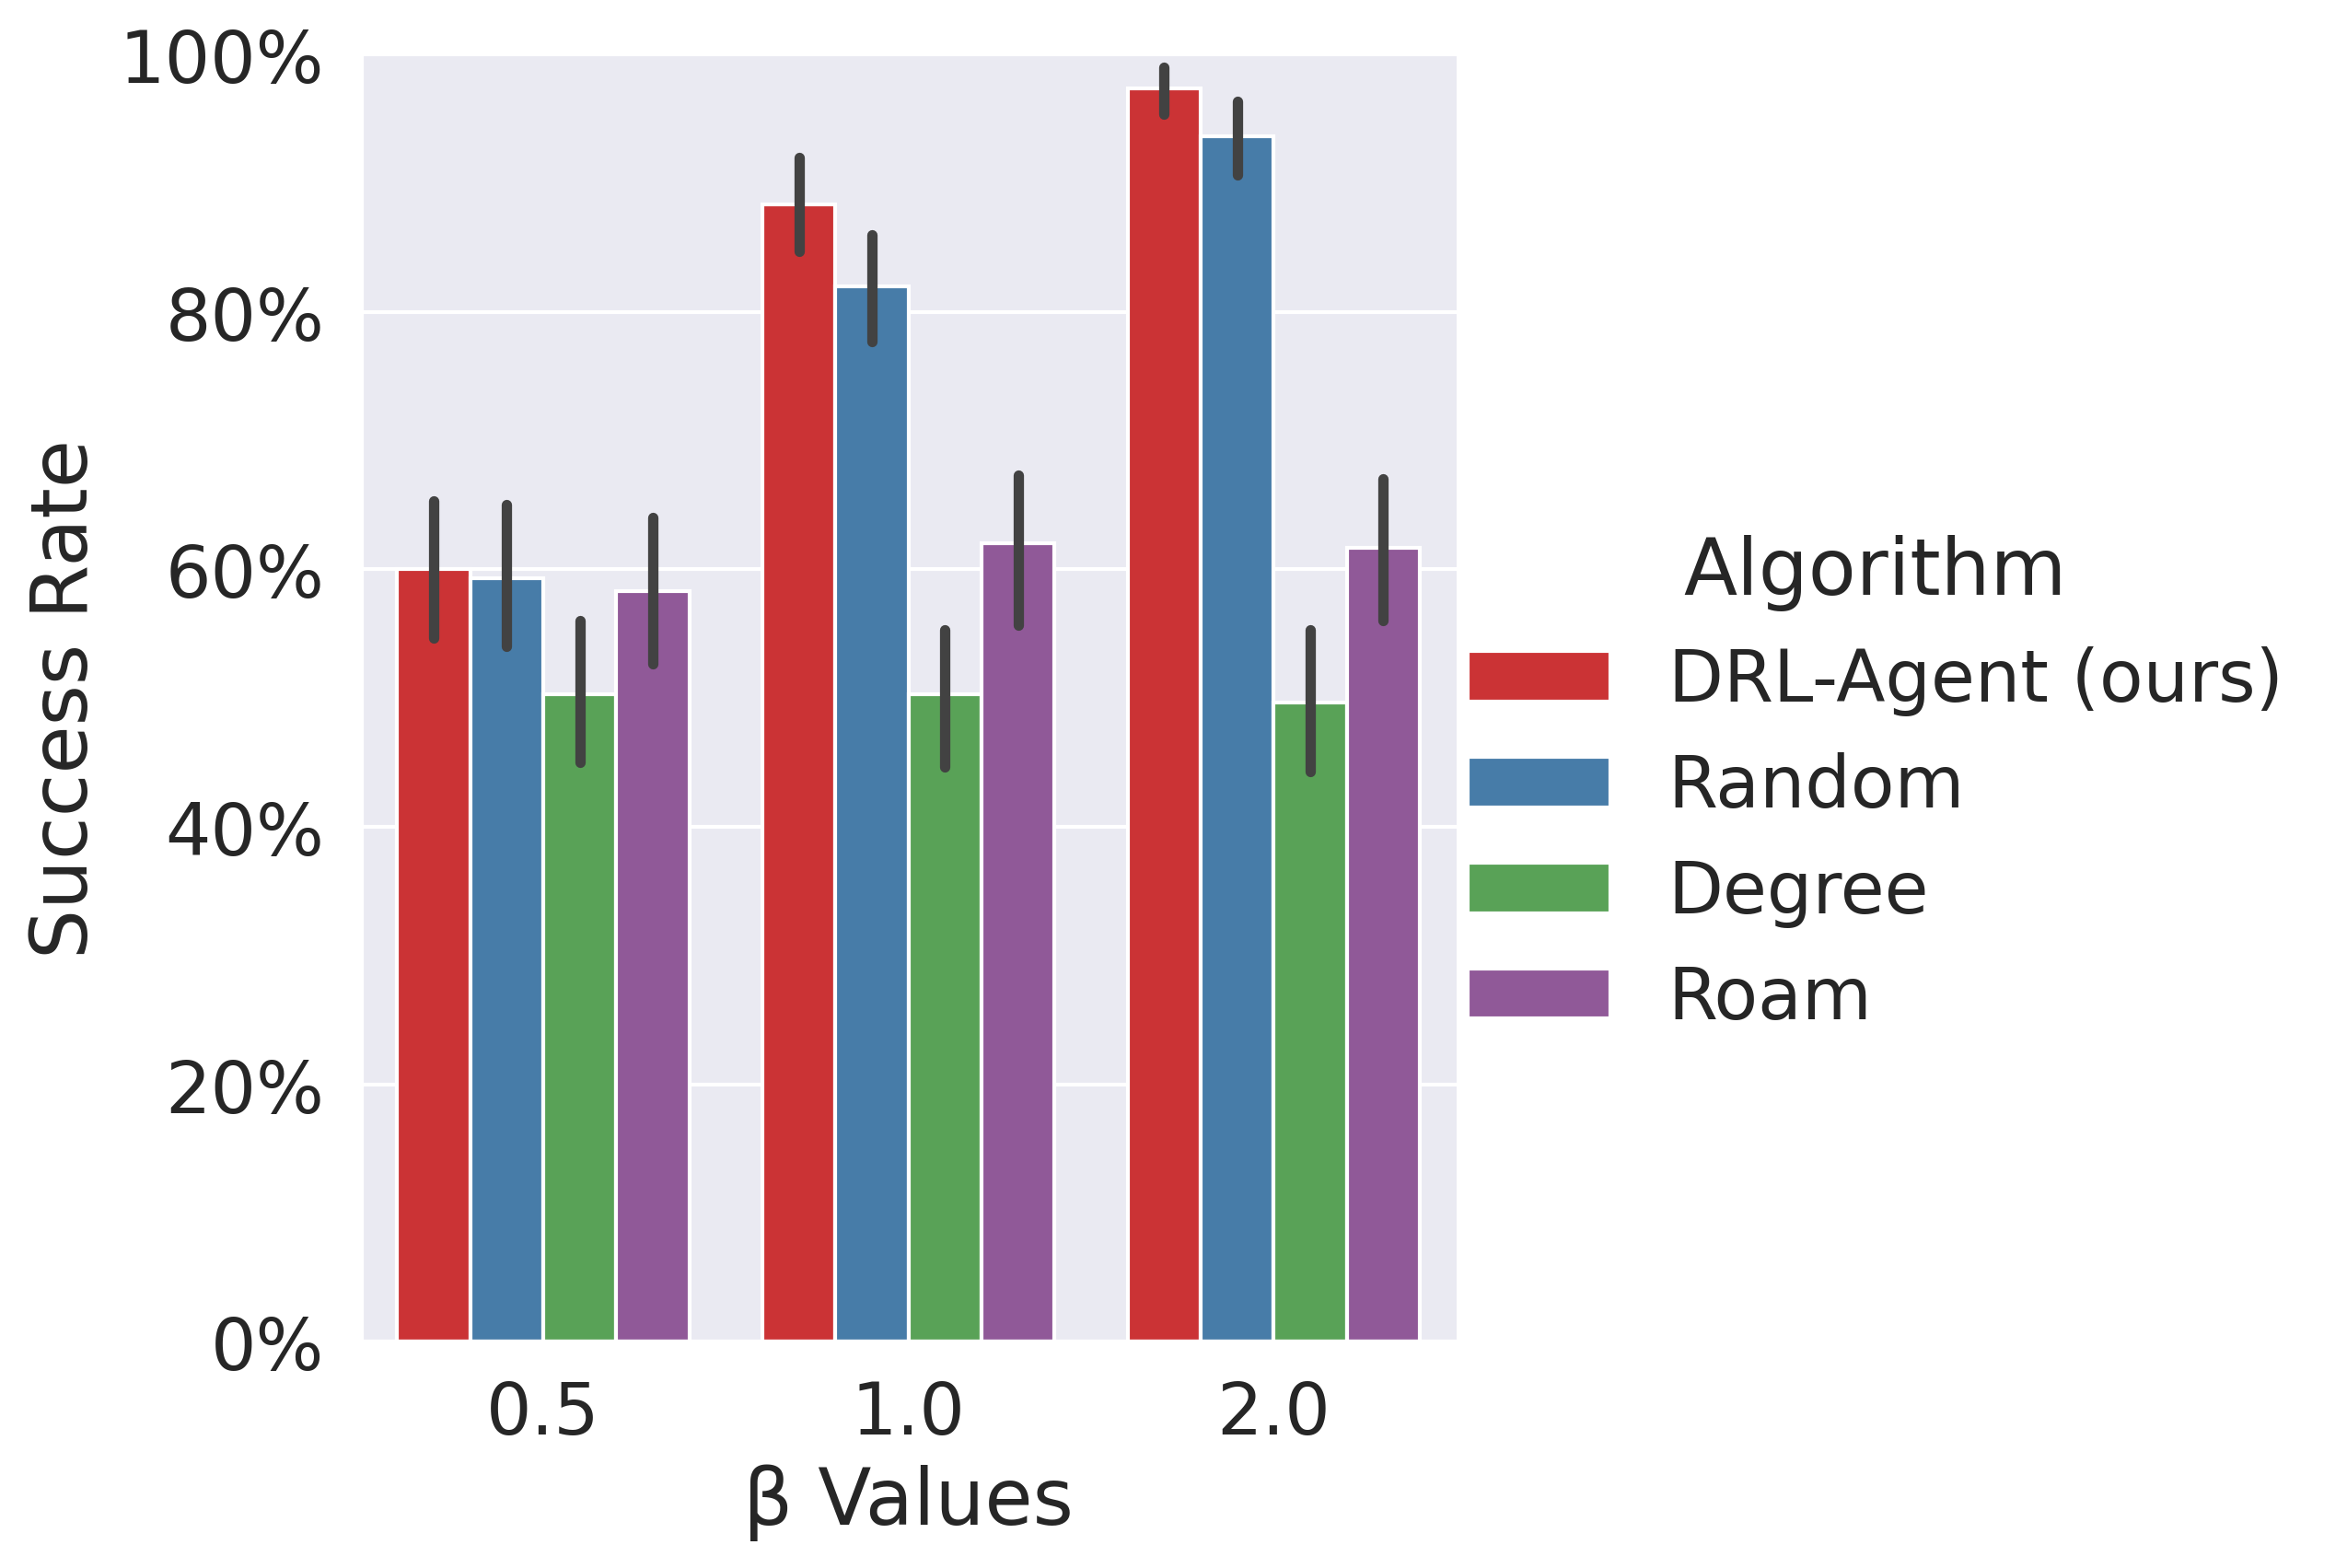 100%
80%
60%
40%
20%
0%
Success Rate
0.5 1.0 2.0
β Values
Algorithm
DRL-Agent (ours)
Random
Degree
Roam